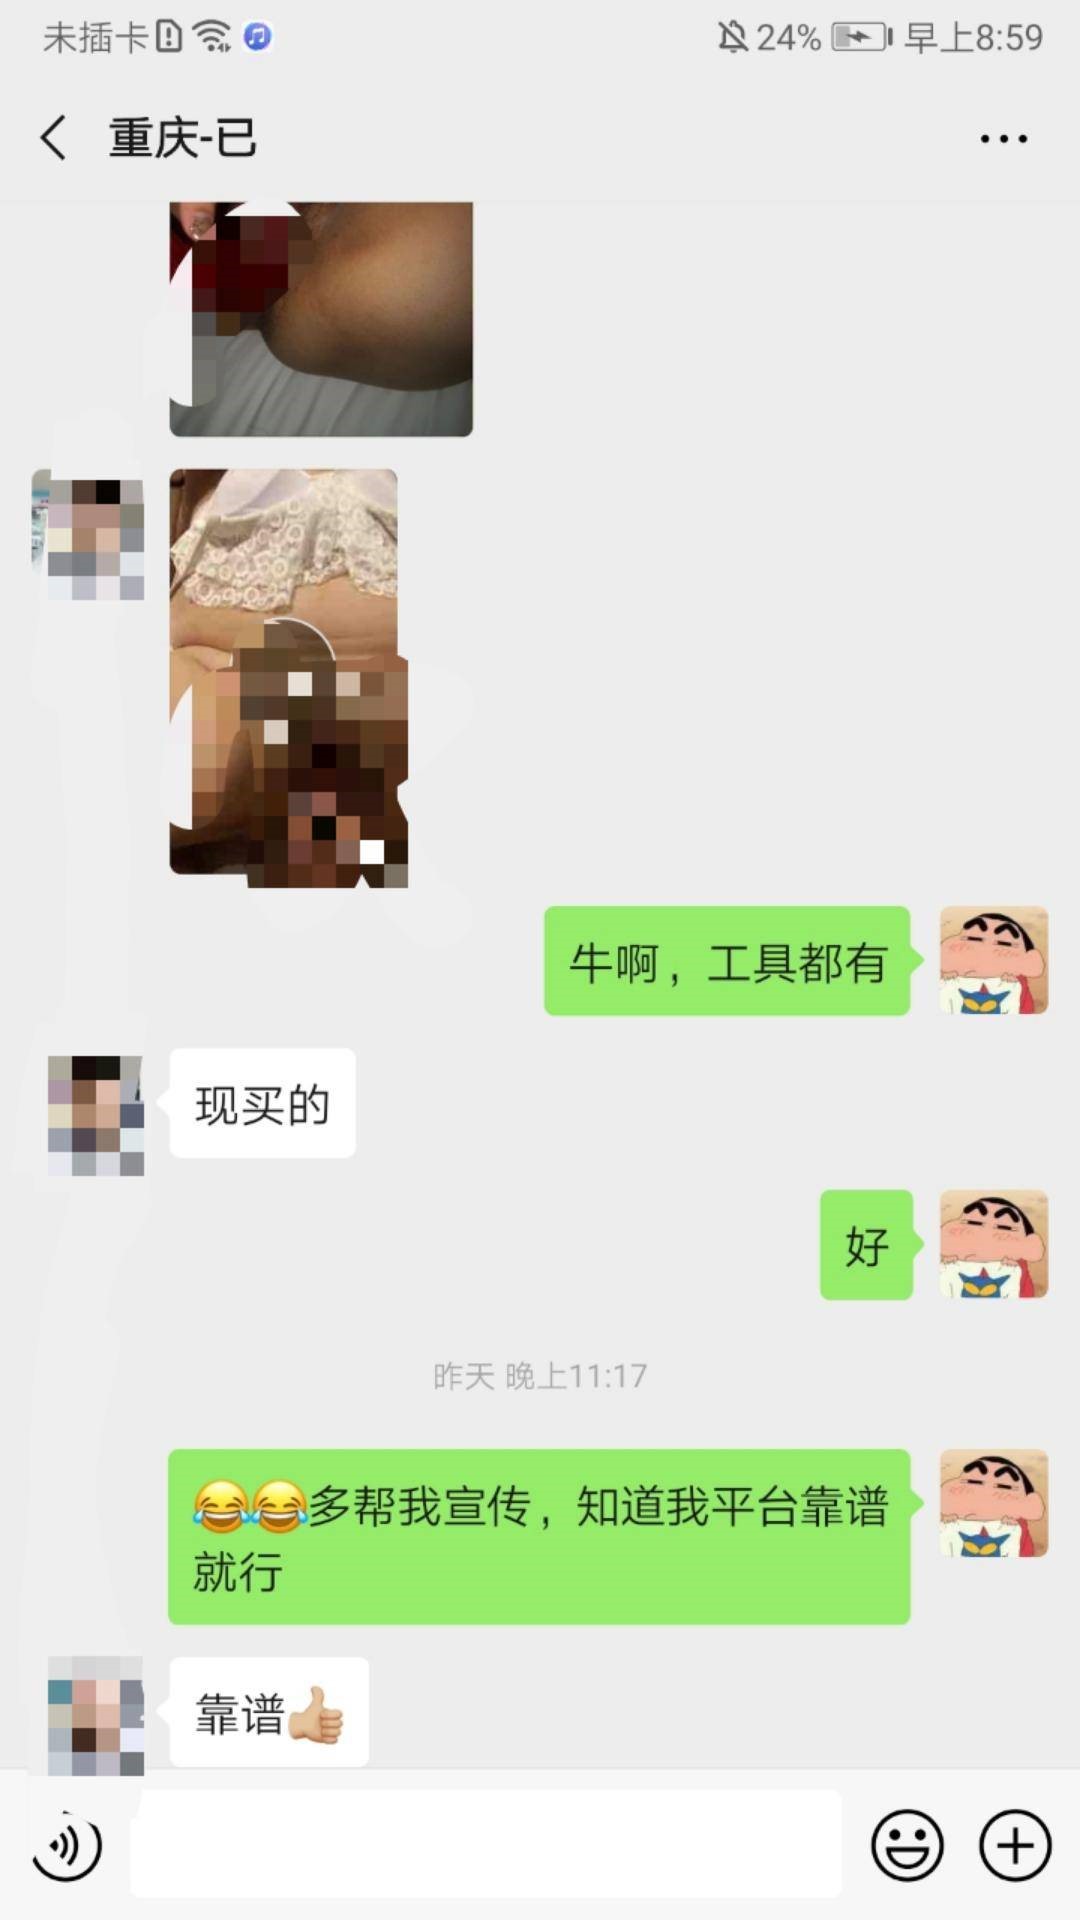 未插卡
24% 早上8:59
重庆-已
牛啊，工具都有
现买的
好
昨天 晚上11:17
😂😂多帮我宣传，知道我平台靠谱
就行
靠谱👍🏼